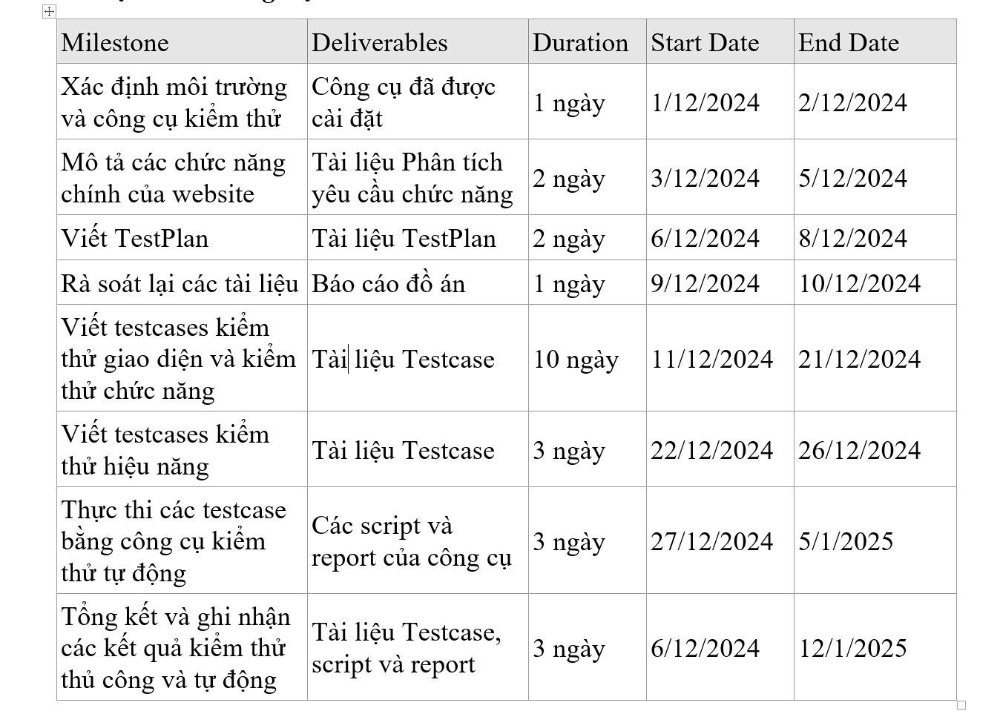 Milestone
Deliverables
Duration
Start Date
End Date
Xác định môi trường
và công cụ kiểm thử
Công cụ đã được
cài đặt
1 ngày
1/12/2024
2/12/2024
Mô tả các chức năng
chính của website
Tài liệu Phân tích
yêu cầu chức năng
2 ngày
3/12/2024
5/12/2024
Viết TestPlan
Tài liệu TestPlan
2 ngày
6/12/2024
8/12/2024
Rà soát lại các tài liệu
Báo cáo đồ án
1 ngày
9/12/2024
10/12/2024
Viết testcases kiểm
thử giao diện và kiểm
thử chức năng
Tài liệu Testcase
10 ngày
11/12/2024
21/12/2024
Viết testcases kiểm
thử hiệu năng
Tài liệu Testcase
3 ngày
22/12/2024
26/12/2024
Thực thi các testcase
bằng công cụ kiểm
thử tự động
Các script và
report của công cụ
3 ngày
27/12/2024
5/1/2025
Tổng kết và ghi nhận
các kết quả kiểm thử
thủ công và tự động
Tài liệu Testcase,
script và report
3 ngày
6/12/2024
12/1/2025